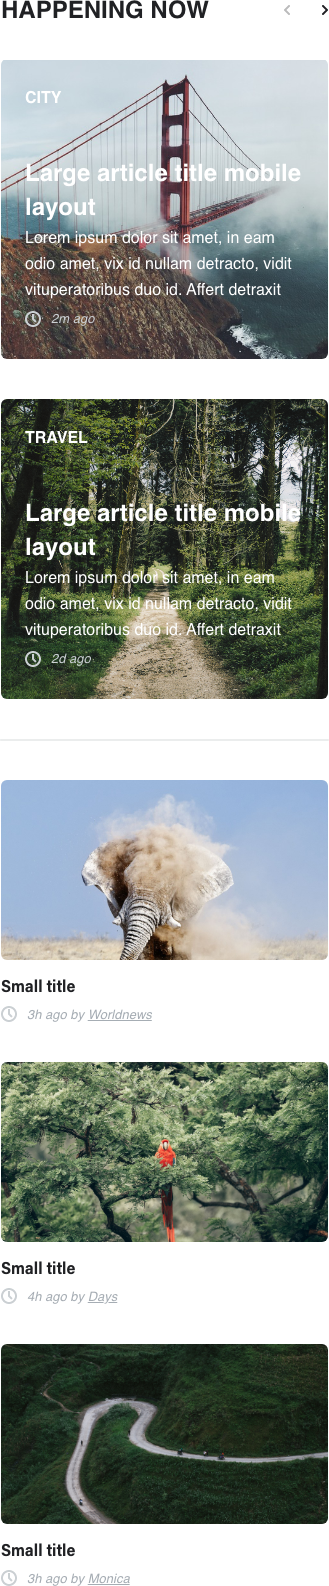 HAPPENING NOW
CITY
Large article title mobile
layout
Lorem ipsum dolor sit amet, in eam
odio amet, vix id nullam detracto, vidit
vituperatoribus duo id. Affert detraxit
2m ago
TRAVEL
Large article title mobile
layout
Lorem ipsum dolor sit amet, in eam
odio amet, vix id nullam detracto, vidit
vituperatoribus duo id. Affert detraxit
2d ago
Small title
3h ago by Worldnews
Small title
4h ago by Days
Small title
3h ago by Monica